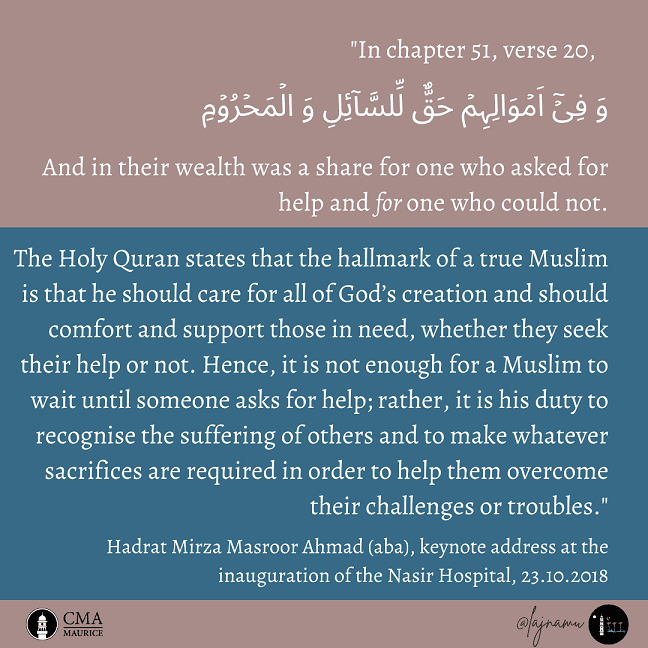 "In chapter 51, verse 20,
وَ فِیۡۤ اَمۡوَالِہِمۡ حَقٌّ لِّلسَّآئِلِ وَ الۡمَحۡرُوۡمِ
And in their wealth was a share for one who asked for
help and for one who could not.
The Holy Quran states that the hallmark of a true Muslim
is that he should care for all of God’s creation and should
comfort and support those in need, whether they seek
their help or not. Hence, it is not enough for a Muslim to
wait until someone asks for help; rather, it is his duty to
recognise the suffering of others and to make whatever
sacrifices are required in order to help them overcome
their challenges or troubles."
Hadrat Mirza Masroor Ahmad (aba), keynote address at the
inauguration of the Nasir Hospital, 23.10.2018
CMA
MAURICE
@lajnamu